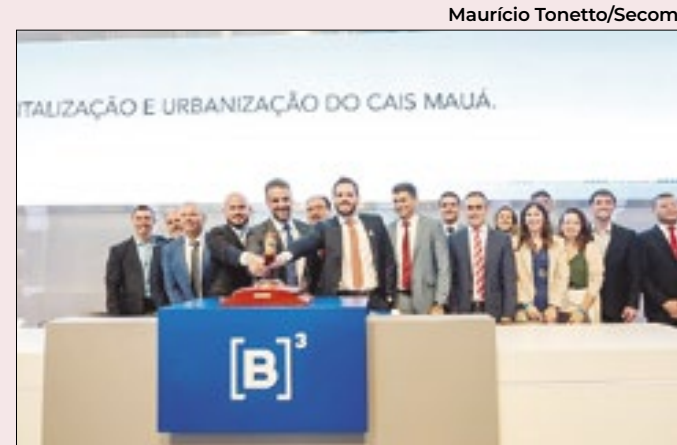 Maurício Tonetto/Secom
ITALIZAÇÃO E URBANIZAÇÃO DO CAIS MAUÁ.
[B]³